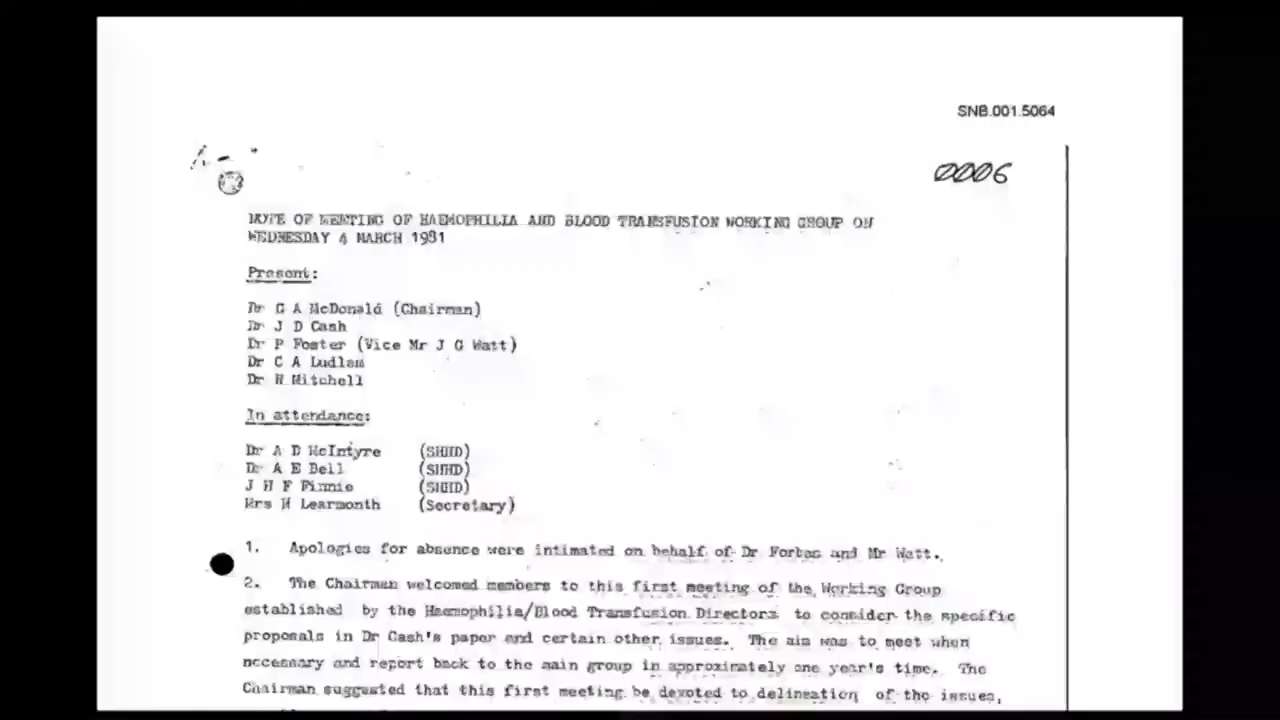 SNB.001.5064
0006
NOTE OF MEETING OF HAEMOPHILIA AND BLOOD TRANSFUSION WORKING GROUP ON
WEDNESDAY 4 MARCH 1981
Present:
Dr G A McDonald (Chairman)
Dr J D Cash
Dr P Foster (Vice Mr J G Watt)
Dr C A Ludlam
Dr R Mitchell
In attendance:
Dr A D McIntyre (SHHD)
Dr A E Bell (SHHD)
J H F Finnie (SHHD)
Mrs M Learmonth (Secretary)
1. Apologies for absence were intimated on behalf of Dr Forbes and Mr Watt.
2. The Chairman welcomed members to this first meeting of the Working Group
established by the Haemophilia/Blood Transfusion Directors to consider the specific
proposals in Dr Cash's paper and certain other issues. The aim was to meet when
necessary and report back to the main group in approximately one year's time. The
Chairman suggested that this first meeting be devoted to delineation of the issues,